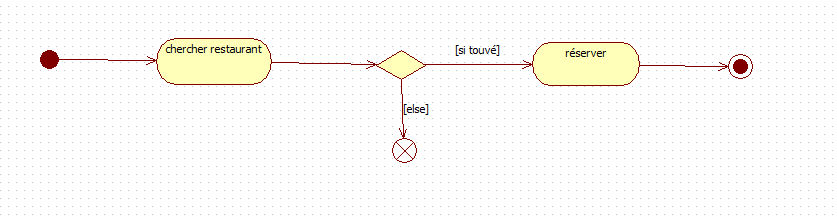 chercher restaurant
[si touvé]
réserver
[else]